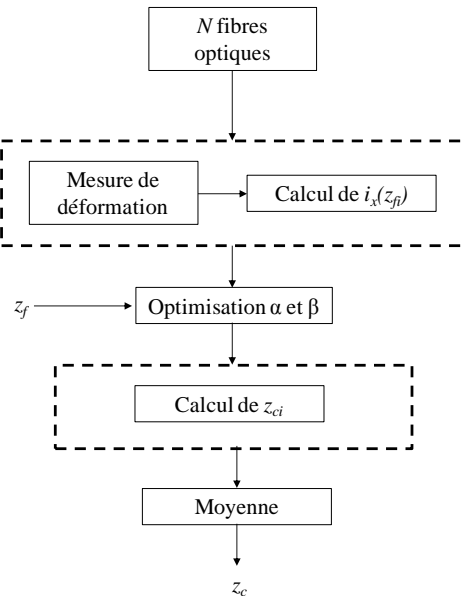 N fibres
optiques
Mesure de
déformation
Calcul de i_x(z_fi)
z_f
Optimisation α et β
Calcul de z_ci
Moyenne
z_c